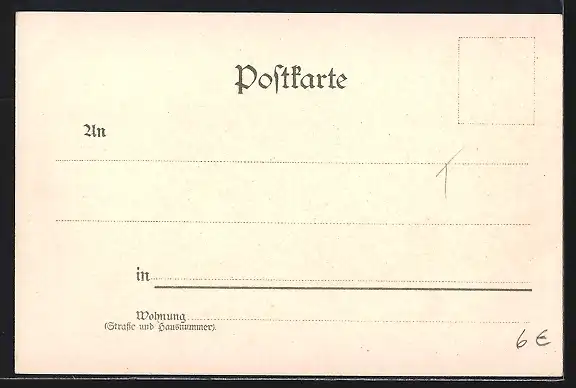 Poſtkarte
An
in
Wohnung
(Straße und Hausnummer).
6 €